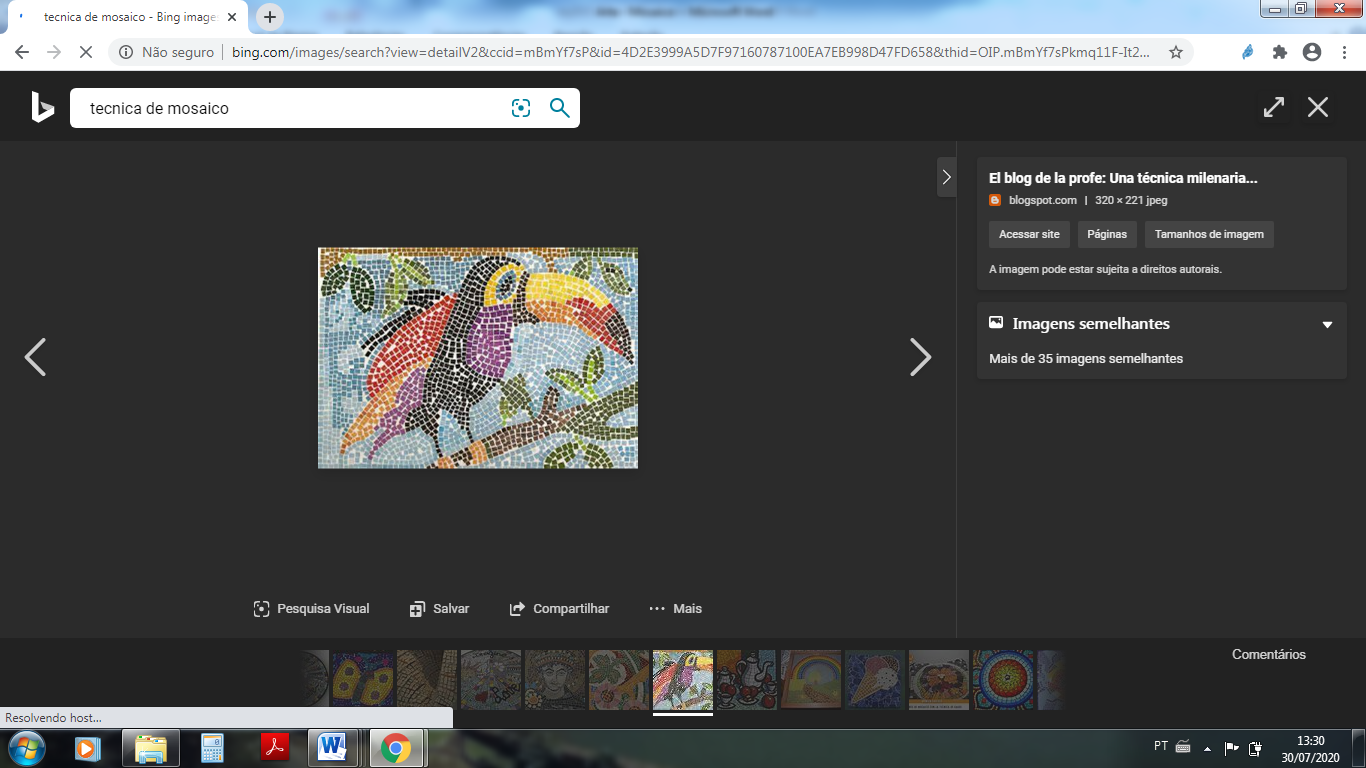 tecnica de mosaico - Bing images
Não seguro
bing.com/images/search?view=detailV2&ccid=mBmYf7sP&id=4D2E3999A5D7F97160787100EA7EB998D47FD658&thid=OIP.mBmYf7sPkmq11F-It2...
tecnica de mosaico
El blog de la profe: Una técnica milenaria...
blogspot.com | 320 × 221 jpeg
Acessar site Páginas Tamanhos de imagem
A imagem pode estar sujeita a direitos autorais.
Imagens semelhantes
Mais de 35 imagens semelhantes
Pesquisa Visual Salvar Compartilhar Mais
Comentários
Resolvendo host...
PT
13:30
30/07/2020